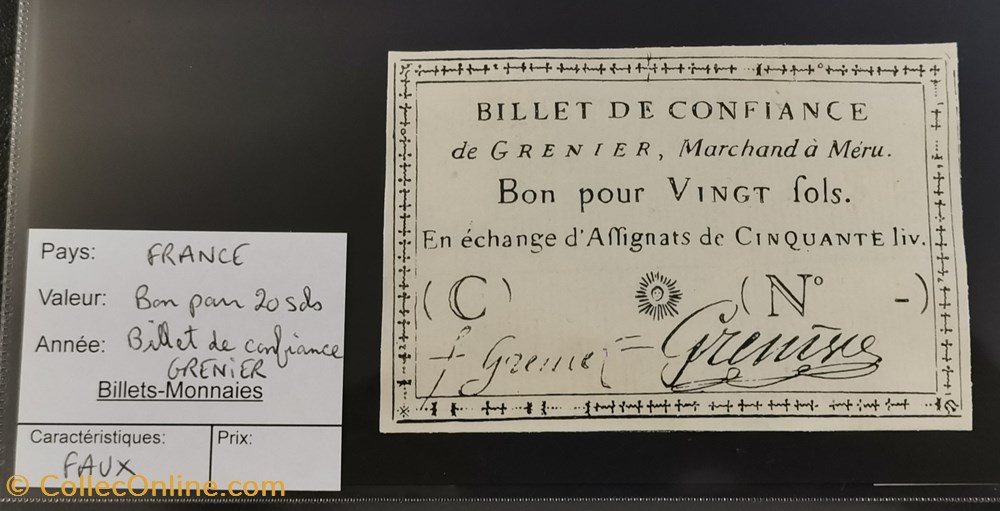 BILLET DE CONFIANCE
de GRENIER, Marchand à Méru.
Bon pour VINGT ſols.
En échange d'Aſſignats de CINQUANTE liv.
( C ) ( N° - )
f Grenier = Grenier
Pays: FRANCE
Valeur: Bon pour 20 sols
Année: Billet de confiance
GRENIER
Billets-Monnaies
Caractéristiques: Prix:
FAUX
© CollecOnline.com